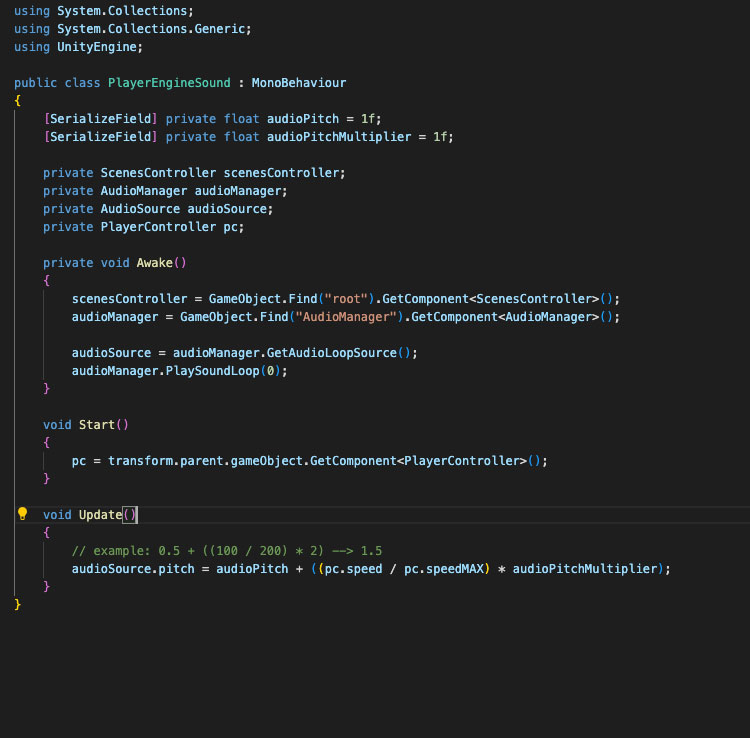 using System.Collections;
using System.Collections.Generic;
using UnityEngine;

public class PlayerEngineSound : MonoBehaviour
{
    [SerializeField] private float audioPitch = 1f;
    [SerializeField] private float audioPitchMultiplier = 1f;

    private ScenesController scenesController;
    private AudioManager audioManager;
    private AudioSource audioSource;
    private PlayerController pc;

    private void Awake()
    {
        scenesController = GameObject.Find("root").GetComponent<ScenesController>();
        audioManager = GameObject.Find("AudioManager").GetComponent<AudioManager>();

        audioSource = audioManager.GetAudioLoopSource();
        audioManager.PlaySoundLoop(0);
    }

    void Start()
    {
        pc = transform.parent.gameObject.GetComponent<PlayerController>();
    }

    void Update()
    {
        // example: 0.5 + ((100 / 200) * 2) --> 1.5
        audioSource.pitch = audioPitch + ((pc.speed / pc.speedMAX) * audioPitchMultiplier);
    }
}